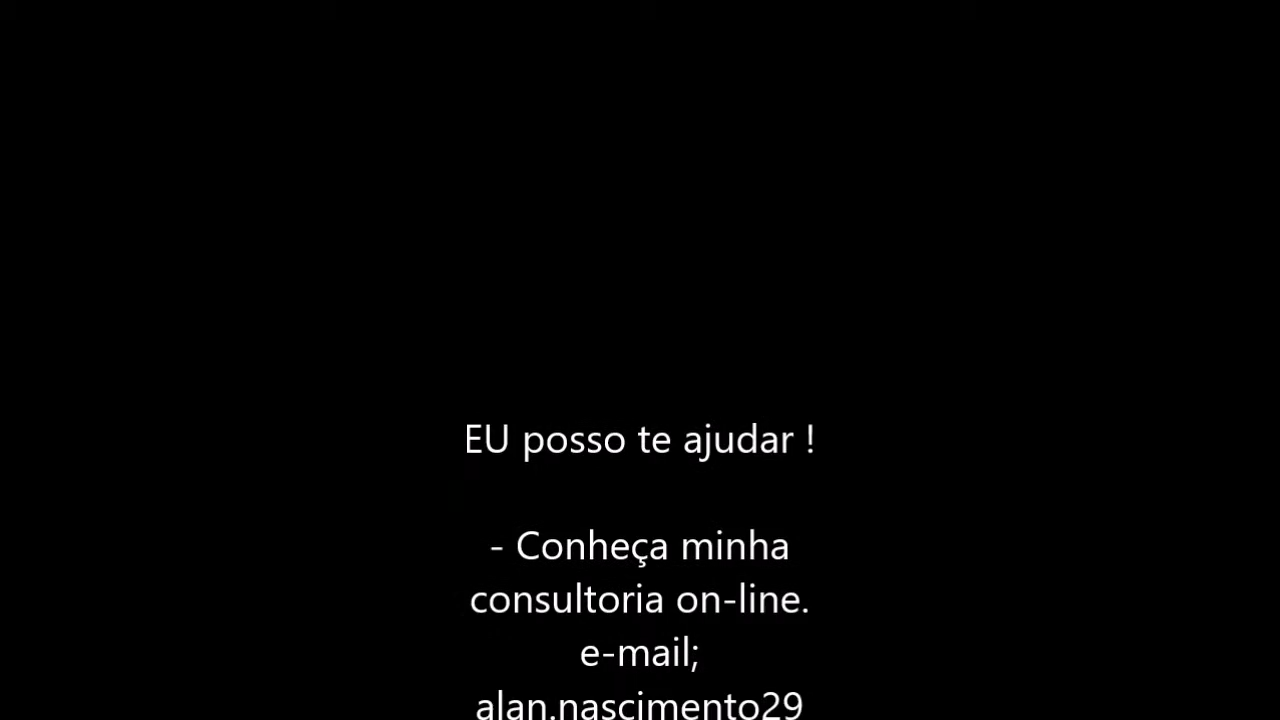 EU posso te ajudar !
- Conheça minha
consultoria on-line.
e-mail;
alan.nascimento29